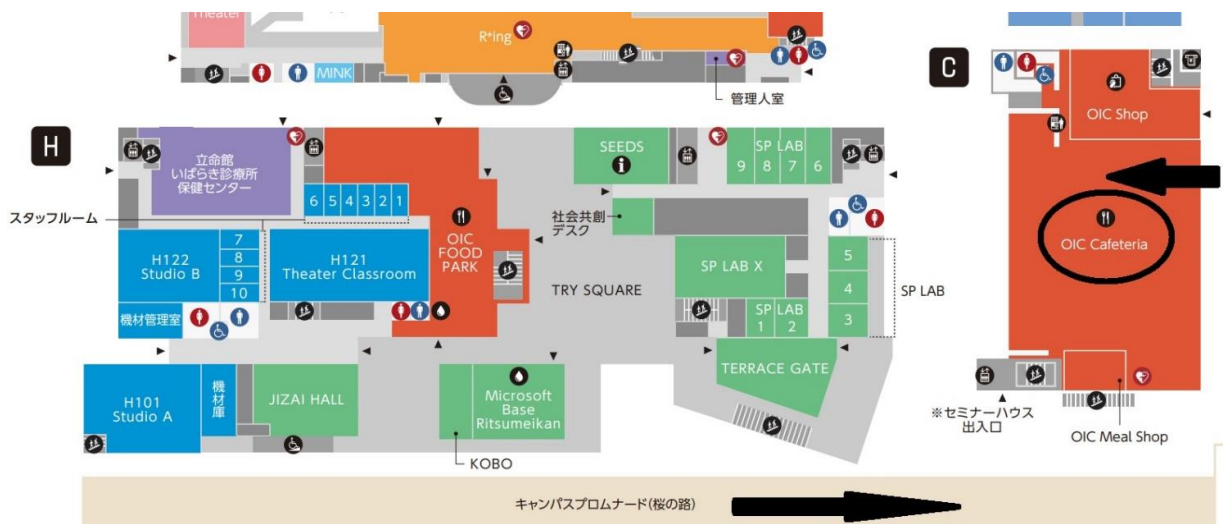 Theater
R*ing
MINK
管理人室
H
C
立命館
いばらき診療所
保健センター
SEEDS
SP LAB
9 8 7 6
OIC Shop
スタッフルーム
6 5 4 3 2 1
OIC
FOOD
PARK
社会共創
デスク
OIC Cafeteria
H122
Studio B
7
8
9
10
H121
Theater Classroom
SP LAB X
5
4
3
SP LAB
TRY SQUARE
機材管理室
SP LAB
1 2
TERRACE GATE
H101
Studio A
機材庫
JIZAI HALL
Microsoft
Base
Ritsumeikan
KOBO
※セミナーハウス
出入口
OIC Meal Shop
キャンパスプロムナード(桜の路)